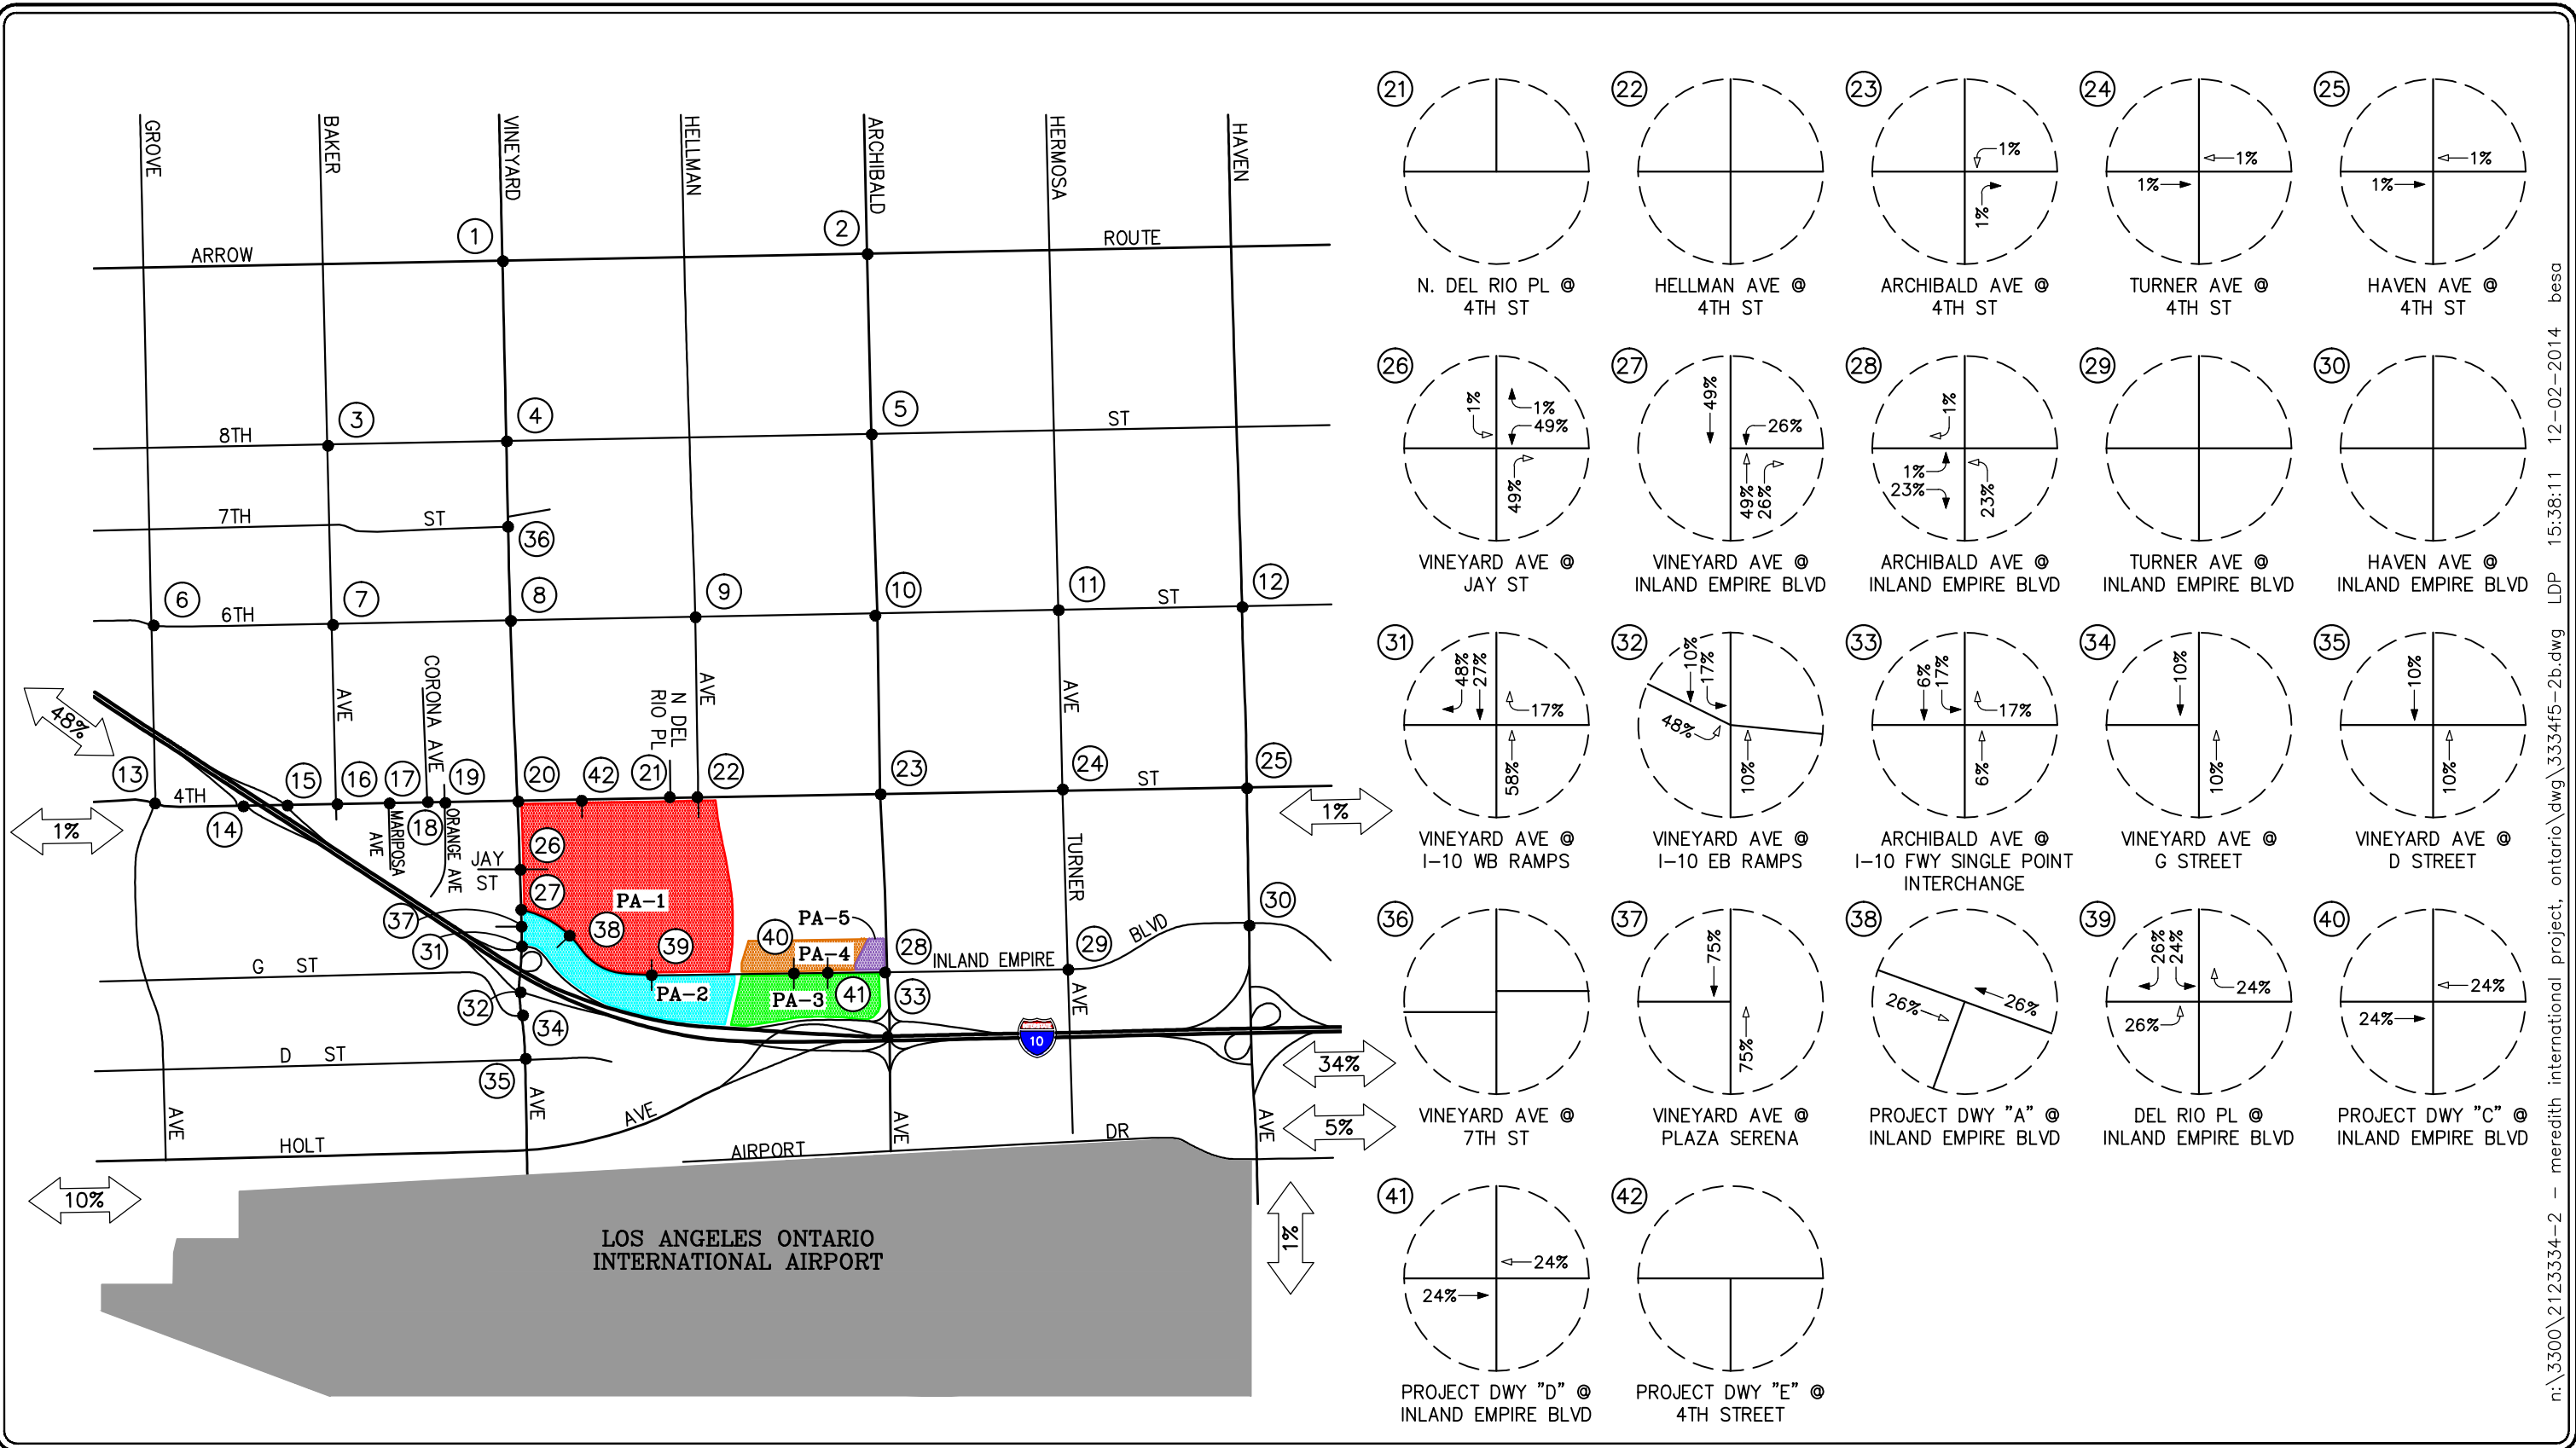 GROVE
BAKER
VINEYARD
HELLMAN
ARCHIBALD
HERMOSA
HAVEN
1
2
ARROW
ROUTE
3
4
5
8TH
ST
7TH
ST
36
6
7
8
9
10
11
12
6TH
ST
AVE
CORONA AVE
N DEL
RIO PL
AVE
AVE
48%
13
15
16
17
19
20
42
21
22
23
24
25
4TH
ST
14
18
MARIPOSA
AVE
ORANGE AVE
1%
1%
26
JAY
ST
27
PA-1
TURNER
37
38
39
40
PA-5
PA-4
28
29
30
INLAND EMPIRE
BLVD
31
G ST
PA-2
PA-3
41
33
AVE
32
34
10
D ST
35
34%
AVE
AVE
AVE
AVE
AVE
5%
HOLT
AIRPORT
DR
10%
1%
LOS ANGELES ONTARIO
INTERNATIONAL AIRPORT
21
N. DEL RIO PL @
4TH ST
22
HELLMAN AVE @
4TH ST
23
1%
1%
ARCHIBALD AVE @
4TH ST
24
1%
1%
TURNER AVE @
4TH ST
25
1%
1%
HAVEN AVE @
4TH ST
26
1%
1%
49%
49%
VINEYARD AVE @
JAY ST
27
49%
26%
49%
26%
VINEYARD AVE @
INLAND EMPIRE BLVD
28
1%
1%
23%
23%
ARCHIBALD AVE @
INLAND EMPIRE BLVD
29
TURNER AVE @
INLAND EMPIRE BLVD
30
HAVEN AVE @
INLAND EMPIRE BLVD
31
48%
27%
17%
58%
VINEYARD AVE @
I-10 WB RAMPS
32
10%
17%
48%
10%
VINEYARD AVE @
I-10 EB RAMPS
33
6%
17%
17%
6%
ARCHIBALD AVE @
I-10 FWY SINGLE POINT
INTERCHANGE
34
10%
10%
VINEYARD AVE @
G STREET
35
10%
10%
VINEYARD AVE @
D STREET
36
VINEYARD AVE @
7TH ST
37
75%
75%
VINEYARD AVE @
PLAZA SERENA
38
26%
26%
PROJECT DWY "A" @
INLAND EMPIRE BLVD
39
26%
24%
24%
26%
DEL RIO PL @
INLAND EMPIRE BLVD
40
24%
24%
PROJECT DWY "C" @
INLAND EMPIRE BLVD
41
24%
24%
PROJECT DWY "D" @
INLAND EMPIRE BLVD
42
PROJECT DWY "E" @
4TH STREET
n:\3300\2123334-2 - meredith international project, ontario\dwg\3334f5-2b.dwg LDP 15:38:11 12-02-2014 besa